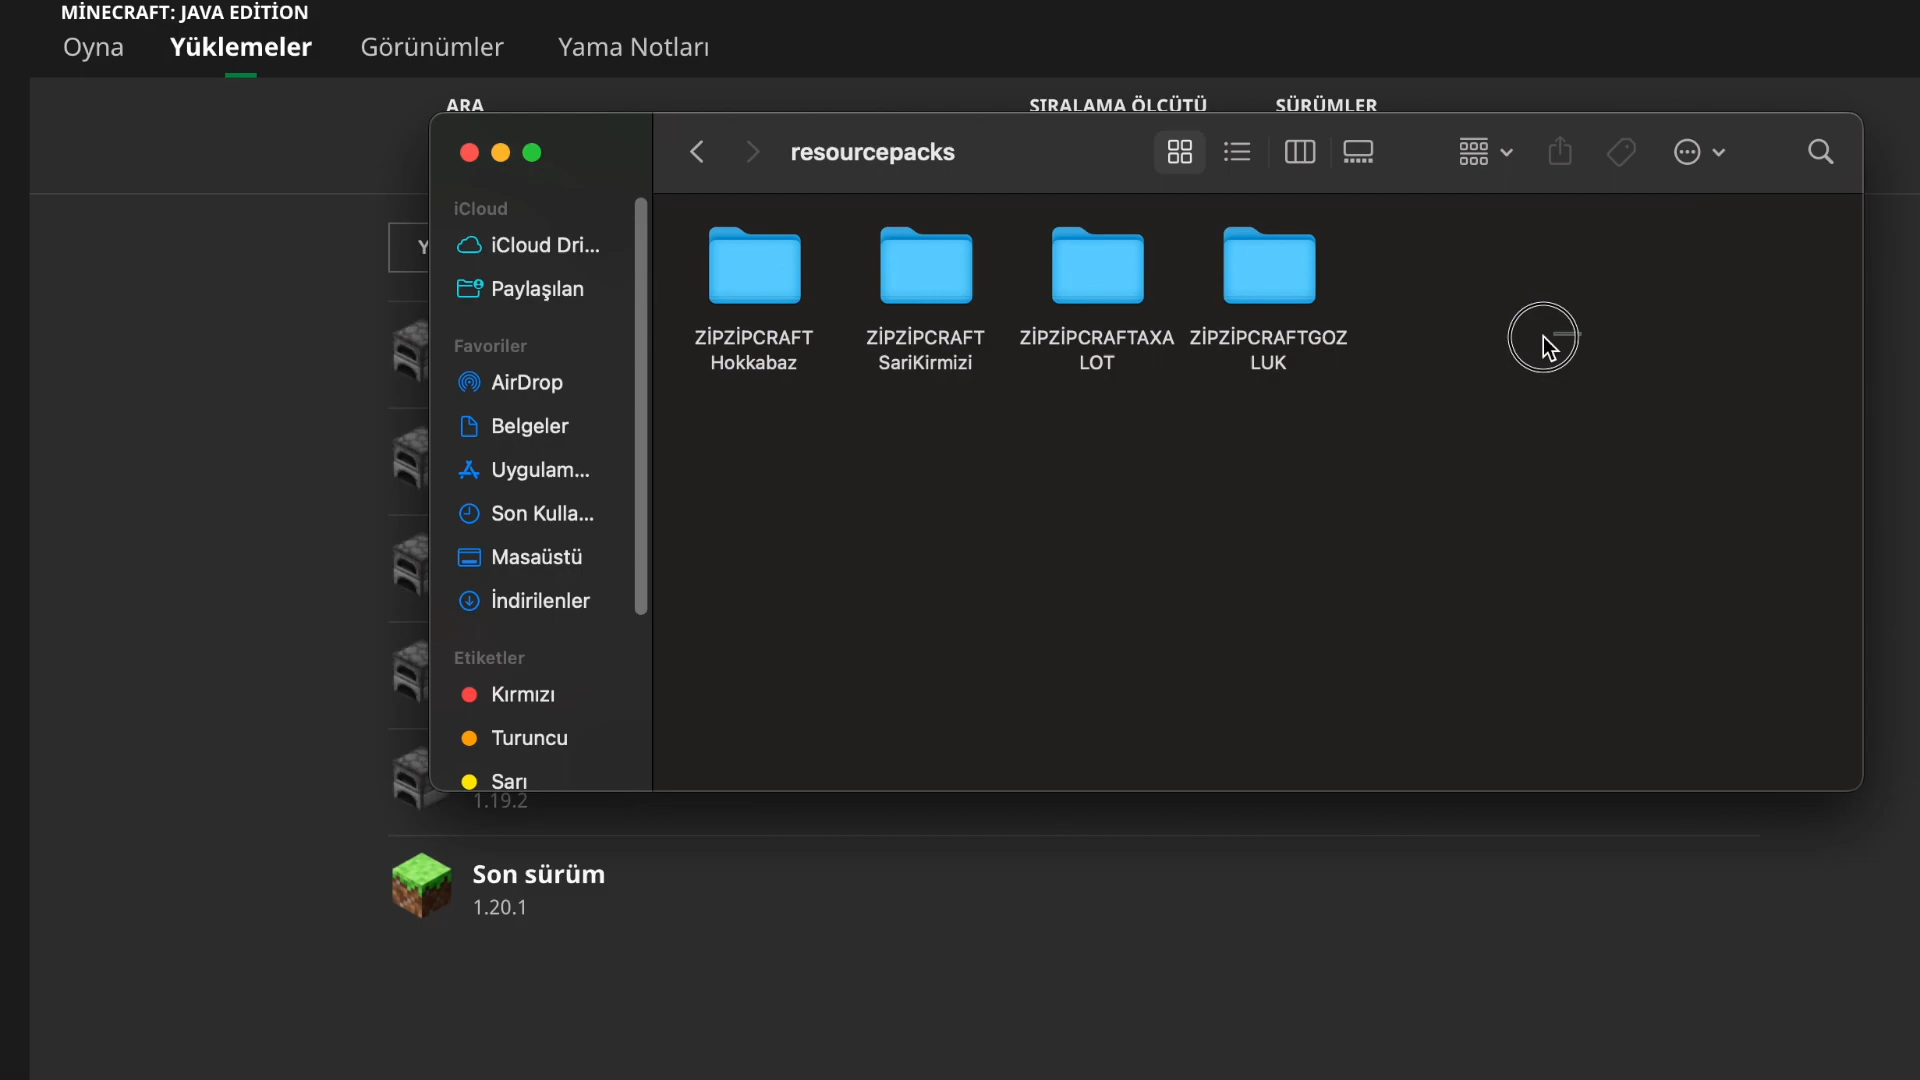 MİNECRAFT: JAVA EDİTİON
Oyna Yüklemeler Görünümler Yama Notları
ARA SIRALAMA ÖLÇÜTÜ SÜRÜMLER
resourcepacks
iCloud
iCloud Dri...
Paylaşılan
Favoriler
AirDrop
Belgeler
Uygulam...
Son Kulla...
Masaüstü
İndirilenler
Etiketler
Kırmızı
Turuncu
Sarı
ZİPZİPCRAFT
Hokkabaz
ZİPZİPCRAFT
SariKirmizi
ZİPZİPCRAFTAXA
LOT
ZİPZİPCRAFTGOZ
LUK
Y
1.19.2
Son sürüm
1.20.1